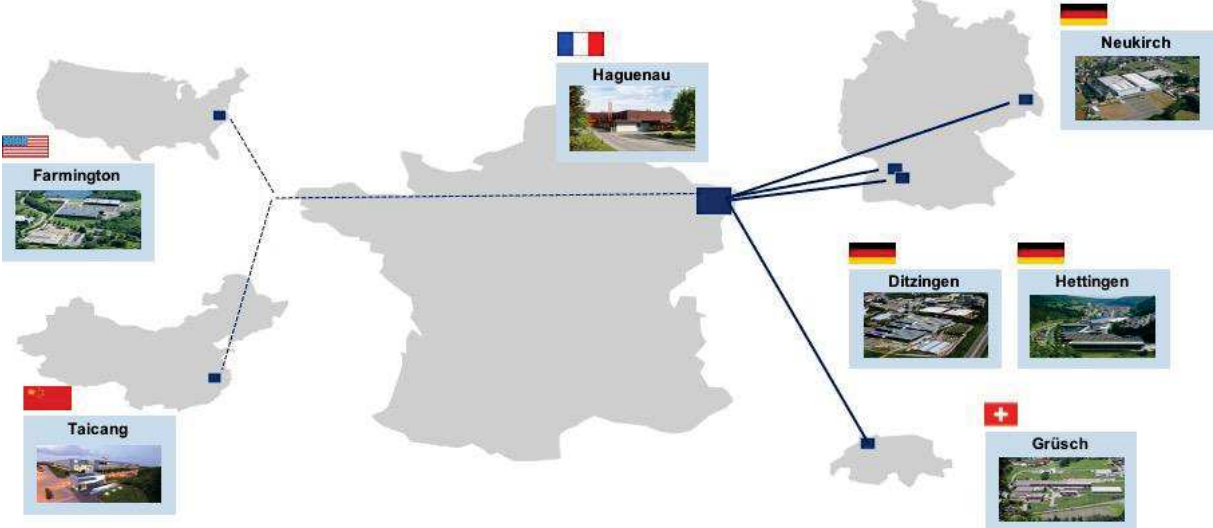 Haguenau
Neukirch
Farmington
Ditzingen
Hettingen
Taicang
Grüsch